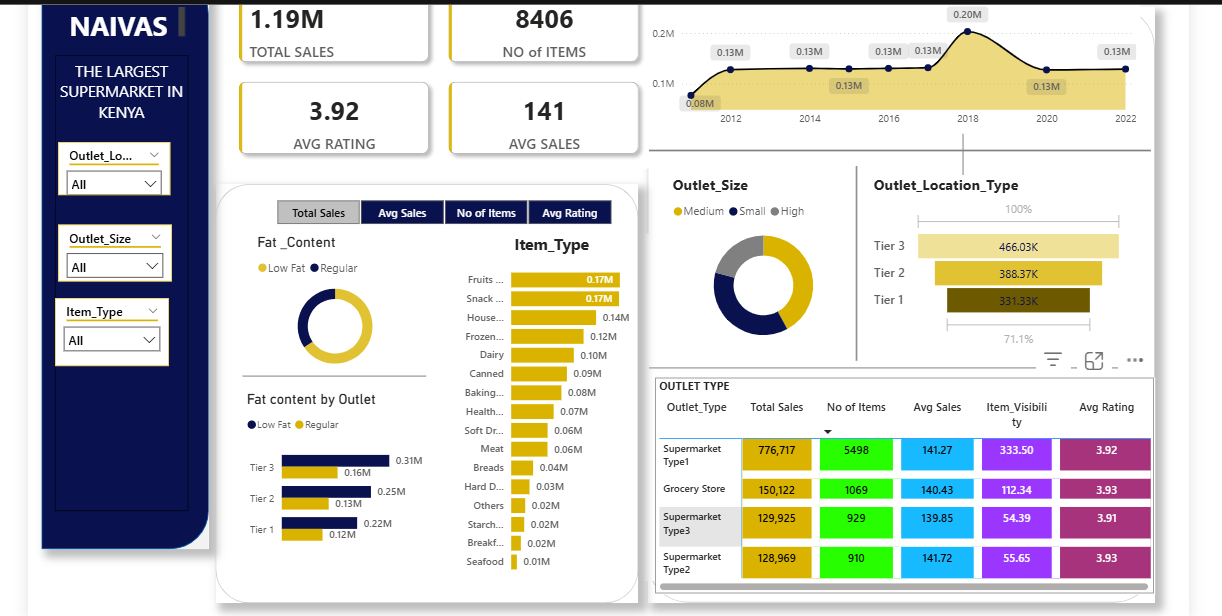 NAIVAS
THE LARGEST
SUPERMARKET IN
KENYA
Outlet_Lo...
All
Outlet_Size
All
Item_Type
All
1.19M
TOTAL SALES
8406
NO of ITEMS
3.92
AVG RATING
141
AVG SALES
0.2M
0.1M
0.08M
0.13M
0.13M
0.13M
0.13M
0.13M
0.20M
0.13M
0.13M
2012
2014
2016
2018
2020
2022
Total Sales
Avg Sales
No of Items
Avg Rating
Fat _Content
Low Fat
Regular
Fat content by Outlet
Low Fat
Regular
Tier 3
0.31M
0.16M
Tier 2
0.25M
0.13M
Tier 1
0.22M
0.12M
Item_Type
Fruits ... 0.17M
Snack ... 0.17M
House... 0.14M
Frozen... 0.12M
Dairy 0.10M
Canned 0.09M
Baking... 0.08M
Health... 0.07M
Soft Dr... 0.06M
Meat 0.06M
Breads 0.04M
Hard D... 0.03M
Others 0.02M
Starch... 0.02M
Breakf... 0.02M
Seafood 0.01M
Outlet_Size
Medium
Small
High
Outlet_Location_Type
100%
Tier 3 466.03K
Tier 2 388.37K
Tier 1 331.33K
71.1%
OUTLET TYPE
Outlet_Type Total Sales No of Items Avg Sales Item_Visibili Avg Rating
ty
Supermarket 776,717 5498 141.27 333.50 3.92
Type1
Grocery Store 150,122 1069 140.43 112.34 3.93
Supermarket 129,925 929 139.85 54.39 3.91
Type3
Supermarket 128,969 910 141.72 55.65 3.93
Type2